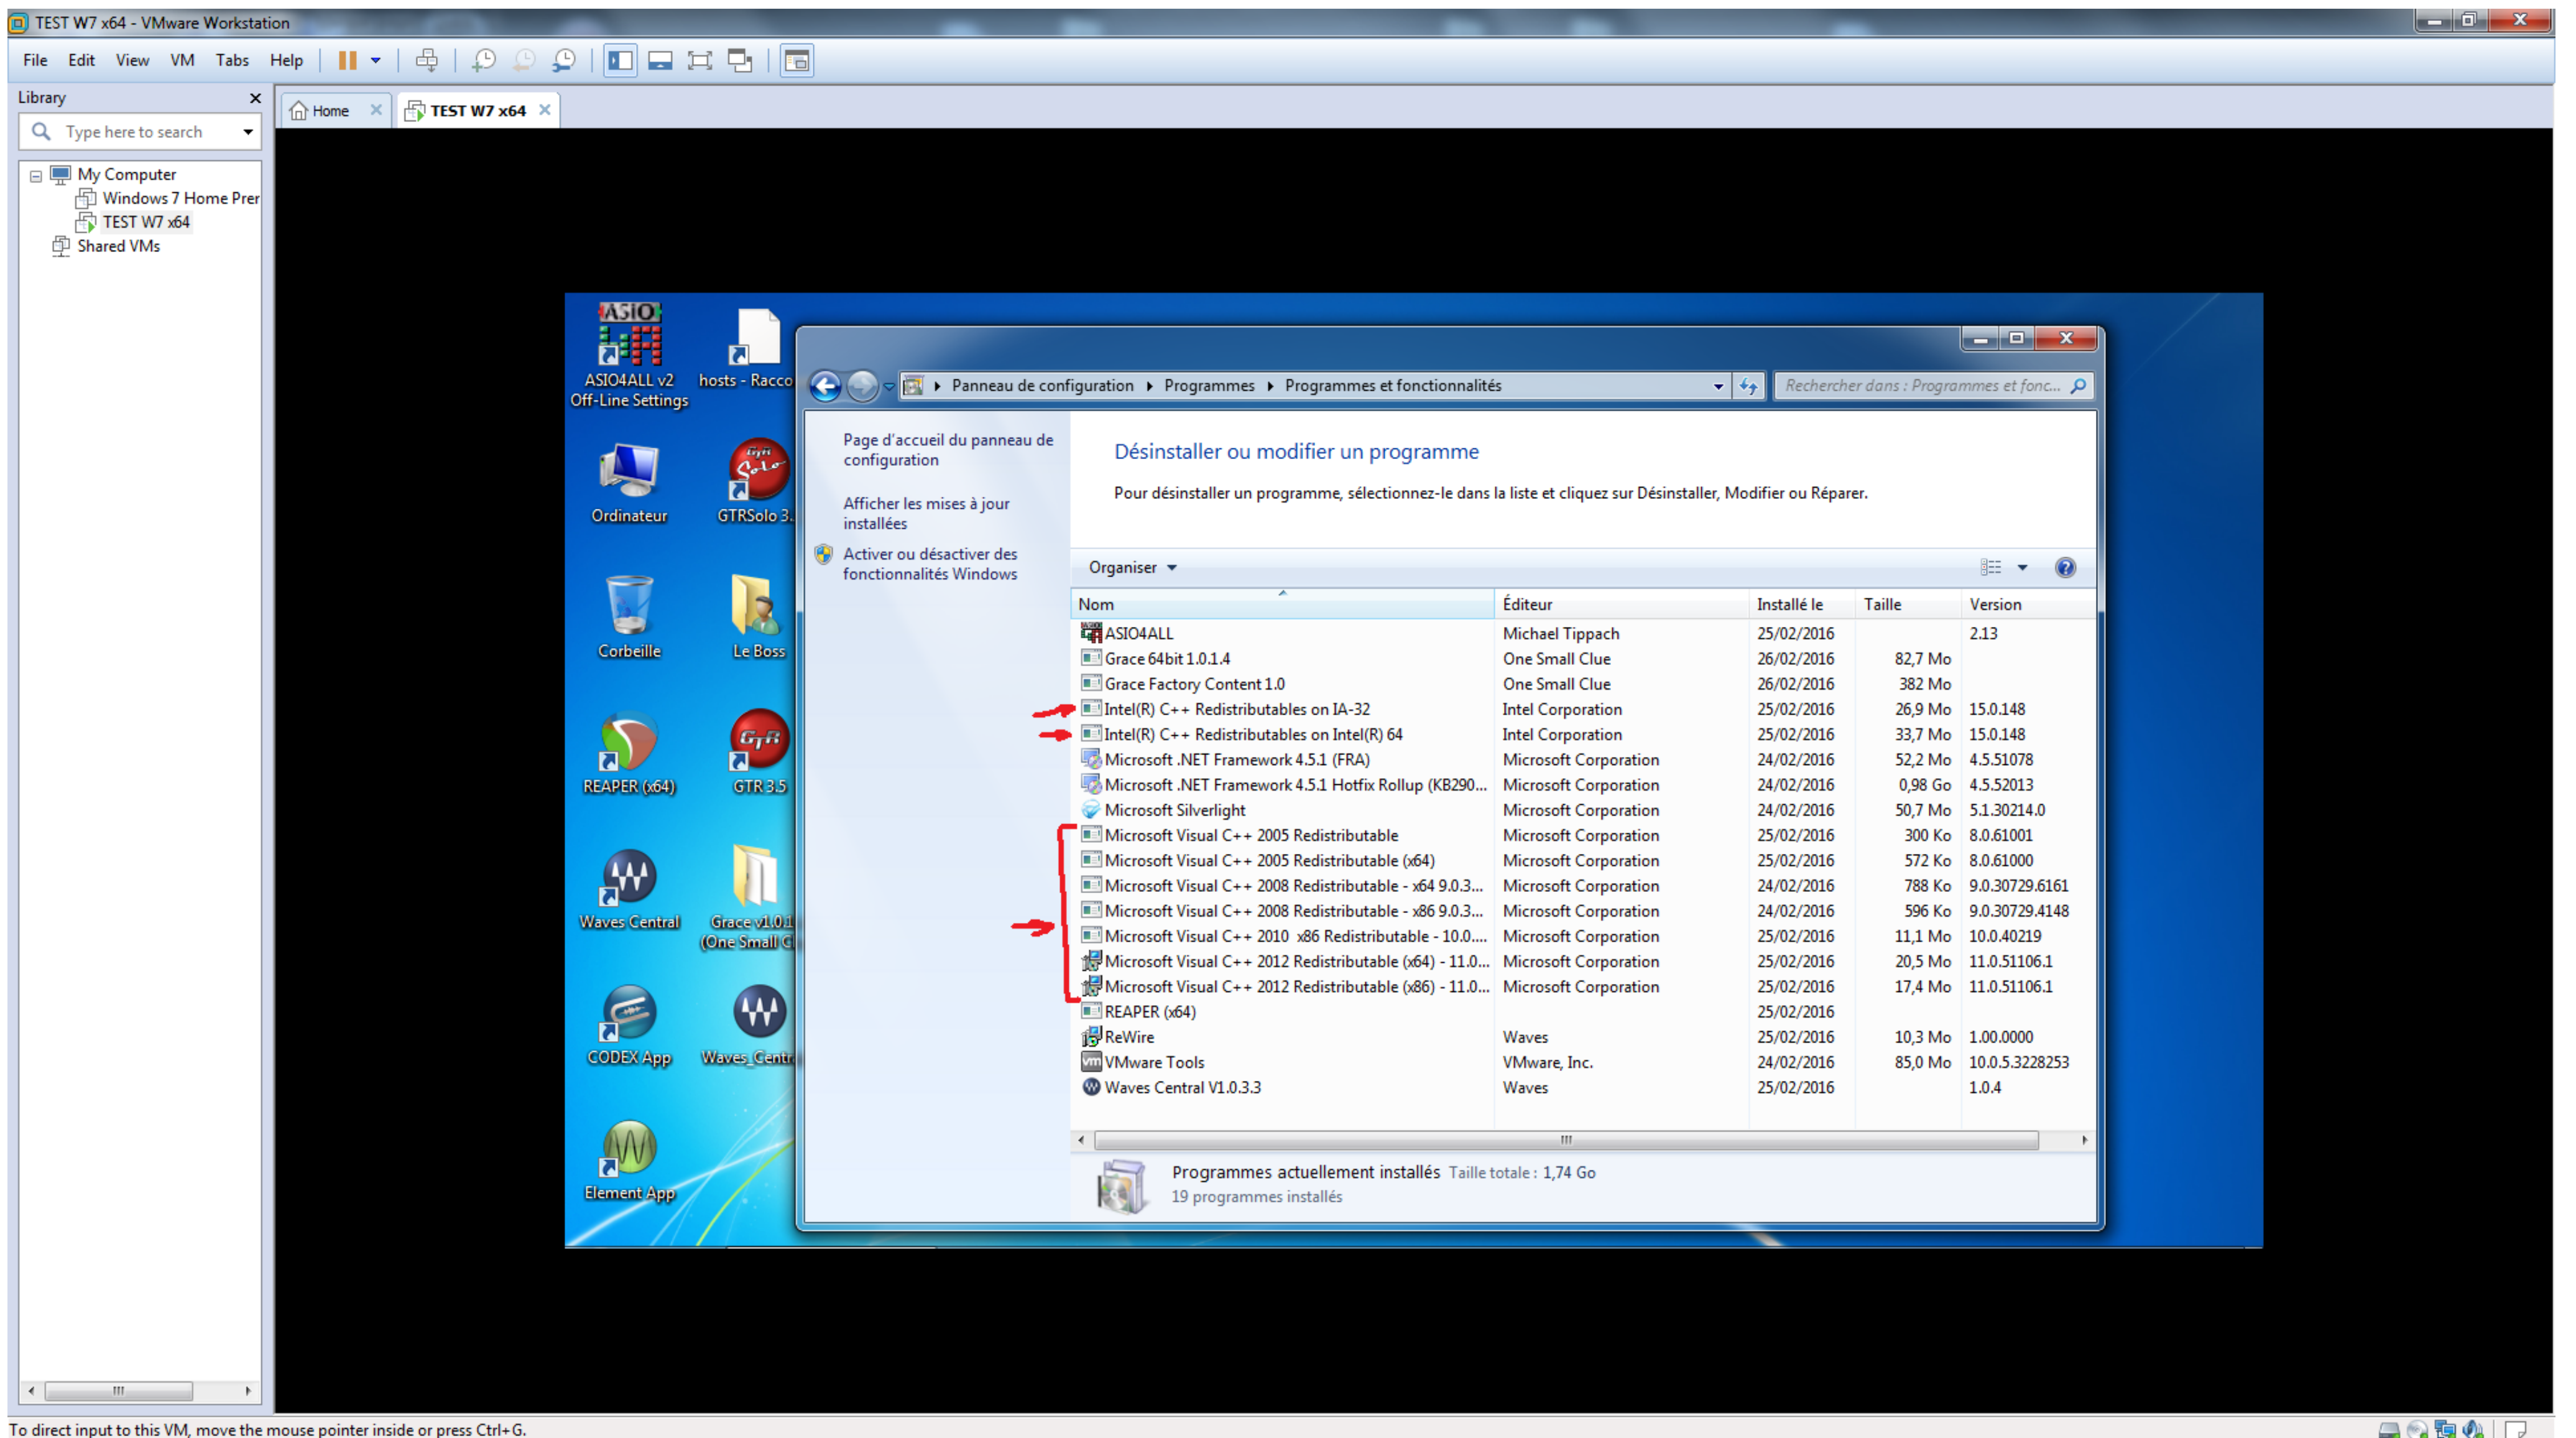 TEST W7 x64 - VMware Workstation
File Edit View VM Tabs Help
Library
Home
TEST W7 x64
Type here to search
My Computer
Windows 7 Home Prer
TEST W7 x64
Shared VMs
ASIO
ASIO4ALL v2
Off-Line Settings
hosts - Racco
Ordinateur
GTR Solo
GTRSolo 3.
Corbeille
Le Boss
REAPER (x64)
GTR
GTR 3.5
Waves Central
Grace v1.0.1
(One Small C
CODEX App
Waves_Centr
Element App
Panneau de configuration Programmes Programmes et fonctionnalités
Rechercher dans : Programmes et fonc...
Page d'accueil du panneau de
configuration
Afficher les mises à jour
installées
Activer ou désactiver des
fonctionnalités Windows
Désinstaller ou modifier un programme
Pour désinstaller un programme, sélectionnez-le dans la liste et cliquez sur Désinstaller, Modifier ou Réparer.
Organiser
Nom Éditeur Installé le Taille Version
ASIO4ALL Michael Tippach 25/02/2016 2.13
Grace 64bit 1.0.1.4 One Small Clue 26/02/2016 82,7 Mo
Grace Factory Content 1.0 One Small Clue 26/02/2016 382 Mo
Intel(R) C++ Redistributables on IA-32 Intel Corporation 25/02/2016 26,9 Mo 15.0.148
Intel(R) C++ Redistributables on Intel(R) 64 Intel Corporation 25/02/2016 33,7 Mo 15.0.148
Microsoft .NET Framework 4.5.1 (FRA) Microsoft Corporation 24/02/2016 52,2 Mo 4.5.51078
Microsoft .NET Framework 4.5.1 Hotfix Rollup (KB290... Microsoft Corporation 24/02/2016 0,98 Go 4.5.52013
Microsoft Silverlight Microsoft Corporation 24/02/2016 50,7 Mo 5.1.30214.0
Microsoft Visual C++ 2005 Redistributable Microsoft Corporation 25/02/2016 300 Ko 8.0.61001
Microsoft Visual C++ 2005 Redistributable (x64) Microsoft Corporation 25/02/2016 572 Ko 8.0.61000
Microsoft Visual C++ 2008 Redistributable - x64 9.0.3... Microsoft Corporation 24/02/2016 788 Ko 9.0.30729.6161
Microsoft Visual C++ 2008 Redistributable - x86 9.0.3... Microsoft Corporation 24/02/2016 596 Ko 9.0.30729.4148
Microsoft Visual C++ 2010 x86 Redistributable - 10.0.... Microsoft Corporation 25/02/2016 11,1 Mo 10.0.40219
Microsoft Visual C++ 2012 Redistributable (x64) - 11.0... Microsoft Corporation 25/02/2016 20,5 Mo 11.0.51106.1
Microsoft Visual C++ 2012 Redistributable (x86) - 11.0... Microsoft Corporation 25/02/2016 17,4 Mo 11.0.51106.1
REAPER (x64) 25/02/2016
ReWire Waves 25/02/2016 10,3 Mo 1.00.0000
VMware Tools VMware, Inc. 24/02/2016 85,0 Mo 10.0.5.3228253
Waves Central V1.0.3.3 Waves 25/02/2016 1.0.4
Programmes actuellement installés Taille totale : 1,74 Go
19 programmes installés
To direct input to this VM, move the mouse pointer inside or press Ctrl+G.